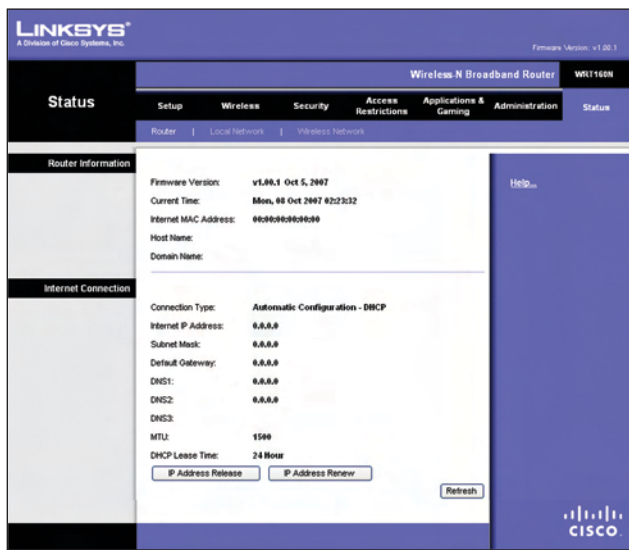 LINKSYS®
A Division of Cisco Systems, Inc.
Firmware Version: v1.00.1
Wireless-N Broadband Router
WRT160N
Status
Setup
Wireless
Security
Access Restrictions
Applications & Gaming
Administration
Status
Router | Local Network | Wireless Network
Router Information
Firmware Version: v1.00.1 Oct 5, 2007
Current Time: Mon, 08 Oct 2007 02:23:32
Internet MAC Address: 00:00:00:00:00:00
Host Name:
Domain Name:
Help...
Internet Connection
Connection Type: Automatic Configuration - DHCP
Internet IP Address: 0.0.0.0
Subnet Mask: 0.0.0.0
Default Gateway: 0.0.0.0
DNS1: 0.0.0.0
DNS2: 0.0.0.0
DNS3:
MTU: 1500
DHCP Lease Time: 24 Hour
IP Address Release
IP Address Renew
Refresh
CISCO.